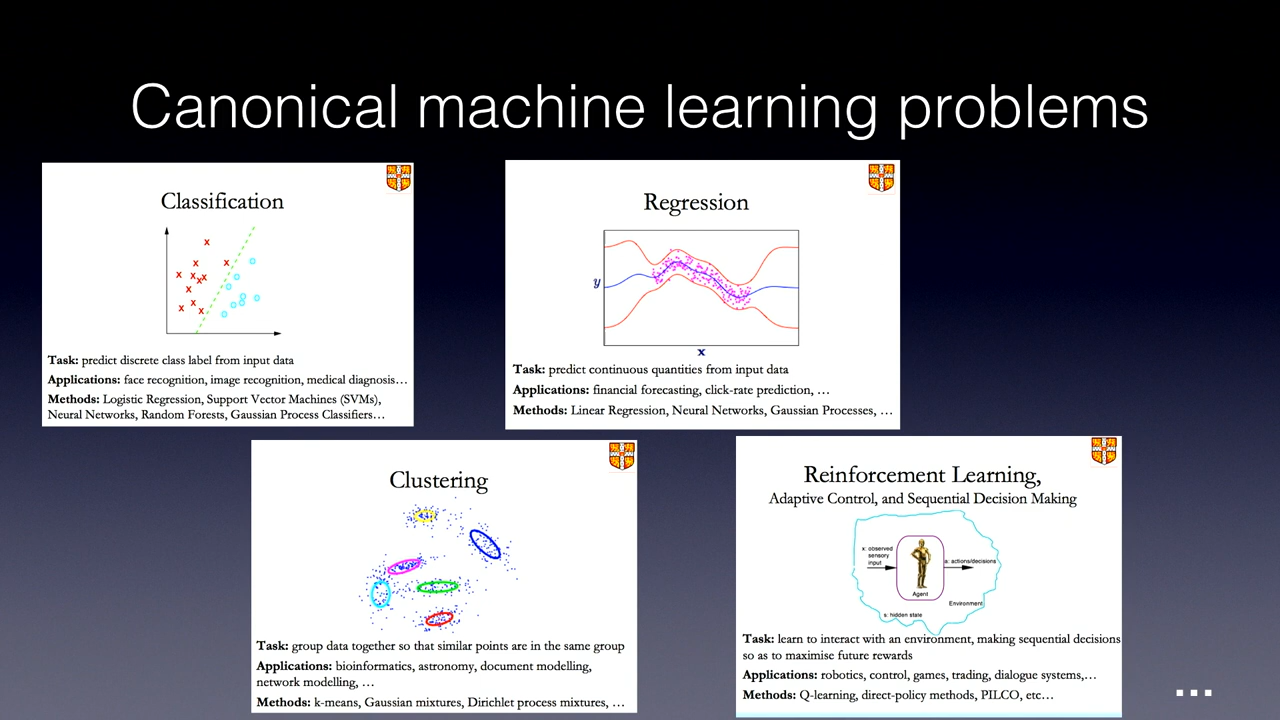 Canonical machine learning problems
Classification
Task: predict discrete class label from input data
Applications: face recognition, image recognition, medical diagnosis…
Methods: Logistic Regression, Support Vector Machines (SVMs),
Neural Networks, Random Forests, Gaussian Process Classifiers…
Regression
y
x
Task: predict continuous quantities from input data
Applications: financial forecasting, click-rate prediction, …
Methods: Linear Regression, Neural Networks, Gaussian Processes, …
Clustering
Task: group data together so that similar points are in the same group
Applications: bioinformatics, astronomy, document modelling,
network modelling, …
Methods: k-means, Gaussian mixtures, Dirichlet process mixtures, …
Reinforcement Learning,
Adaptive Control, and Sequential Decision Making
x: observed
sensory
input
a: actions/decisions
Agent
Environment
s: hidden state
Task: learn to interact with an environment, making sequential decisions
so as to maximise future rewards
Applications: robotics, control, games, trading, dialogue systems,…
Methods: Q-learning, direct-policy methods, PILCO, etc…
…